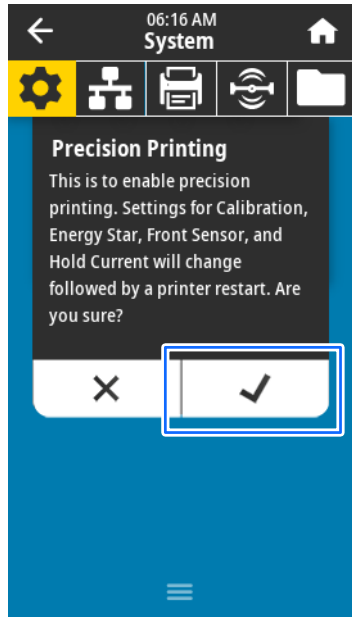 06:16 AM
System
Precision Printing
This is to enable precision
printing. Settings for Calibration,
Energy Star, Front Sensor, and
Hold Current will change
followed by a printer restart. Are
you sure?